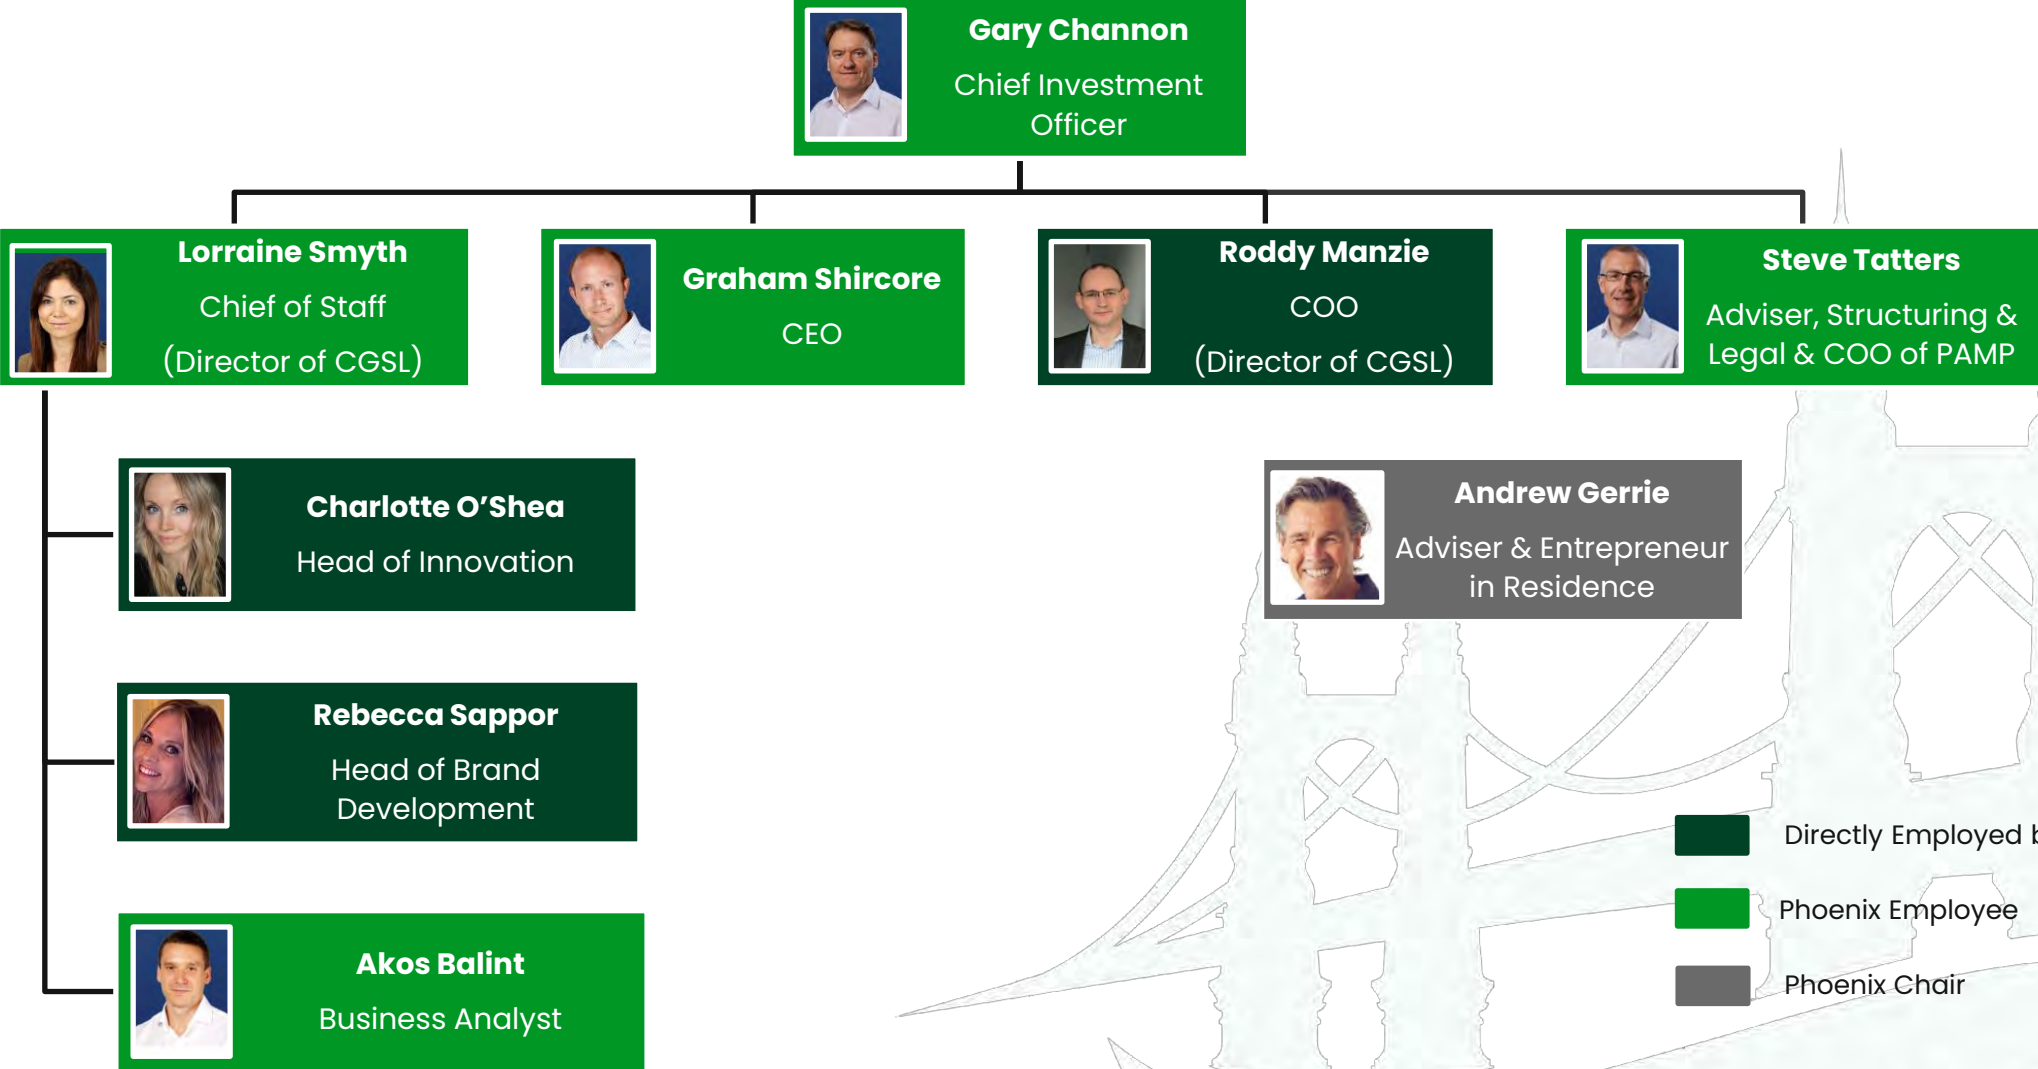 Gary Channon
Chief Investment
Officer
Lorraine Smyth
Chief of Staff
(Director of CGSL)
Graham Shircore
CEO
Roddy Manzie
COO
(Director of CGSL)
Steve Tatters
Adviser, Structuring &
Legal & COO of PAMP
Charlotte O’Shea
Head of Innovation
Andrew Gerrie
Adviser & Entrepreneur
in Residence
Rebecca Sappor
Head of Brand
Development
Akos Balint
Business Analyst
Directly Employed
Phoenix Employee
Phoenix Chair